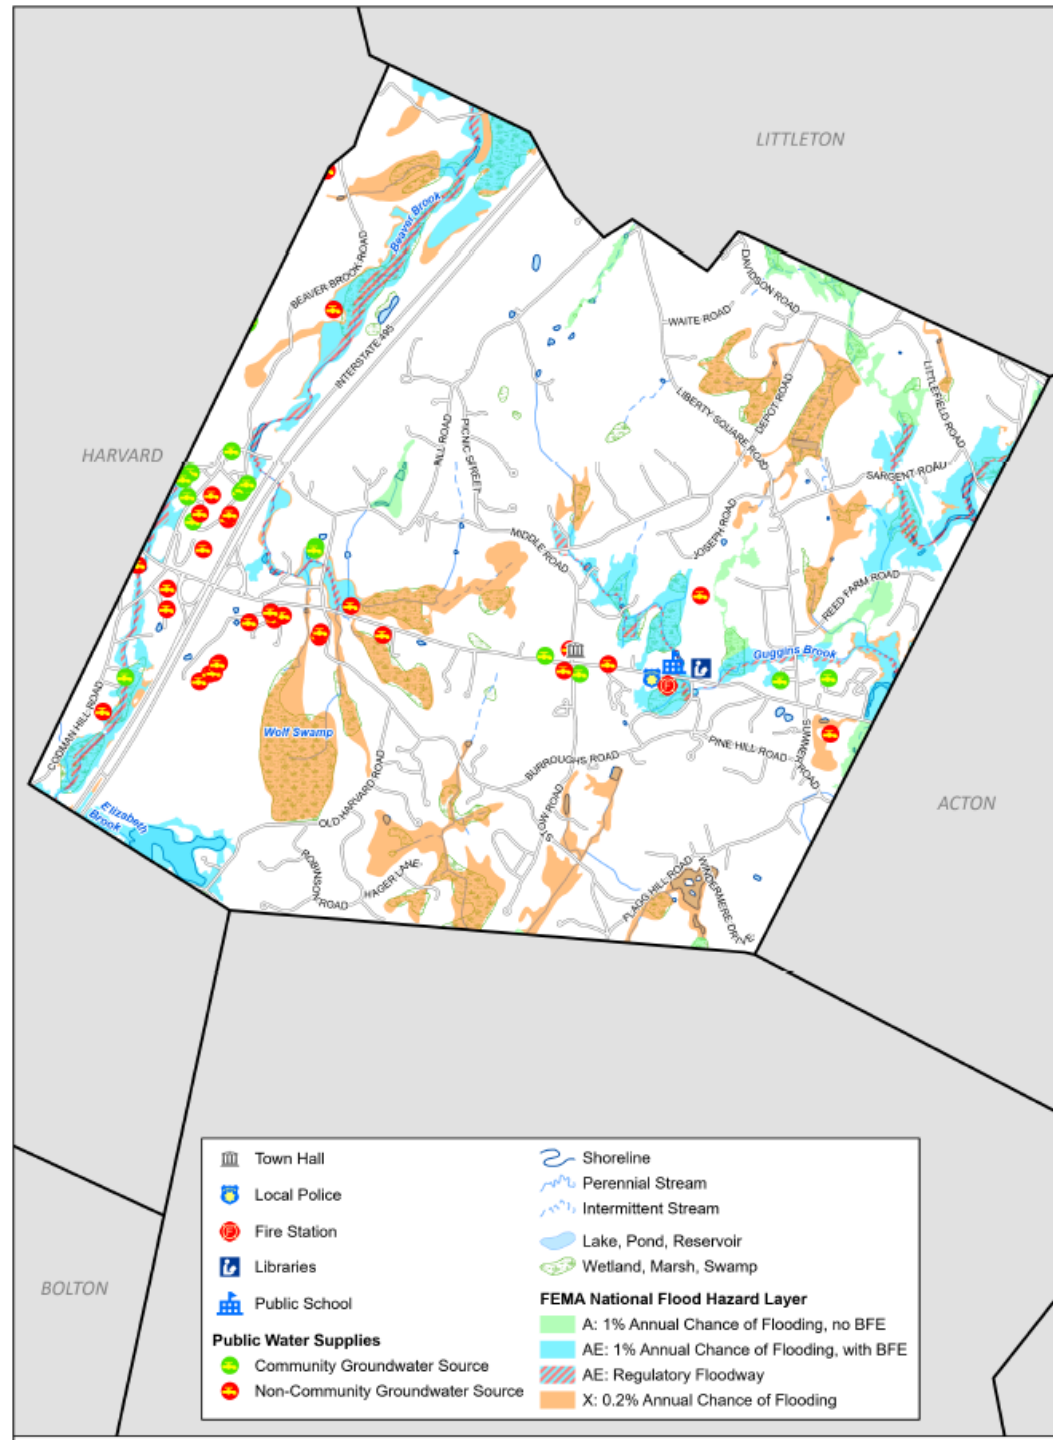 LITTLETON
Beaver Brook
DAVIDSON ROAD
BEAVER BROOK ROAD
WAITE ROAD
INTERSTATE 495
LITTLEFIELD ROAD
DEPOT ROAD
LIBERTY SQUARE ROAD
HILL ROAD
PICNIC STREET
HARVARD
SARGENT ROAD
JOSEPH ROAD
MIDDLE ROAD
REED FARM ROAD
Guggins Brook
CODMAN HILL ROAD
Wolf Swamp
SUMMER ROAD
PINE HILL ROAD
BURROUGHS ROAD
OLD HARVARD ROAD
STOW ROAD
ACTON
Elizabeth
Brook
ROBINSON ROAD
HAGER LANE
FLAGG HILL ROAD
WINDERMERE DRIVE
BOLTON
Town Hall
Local Police
Fire Station
Libraries
Public School
Public Water Supplies
Community Groundwater Source
Non-Community Groundwater Source
Shoreline
Perennial Stream
Intermittent Stream
Lake, Pond, Reservoir
Wetland, Marsh, Swamp
FEMA National Flood Hazard Layer
A: 1% Annual Chance of Flooding, no BFE
AE: 1% Annual Chance of Flooding, with BFE
AE: Regulatory Floodway
X: 0.2% Annual Chance of Flooding